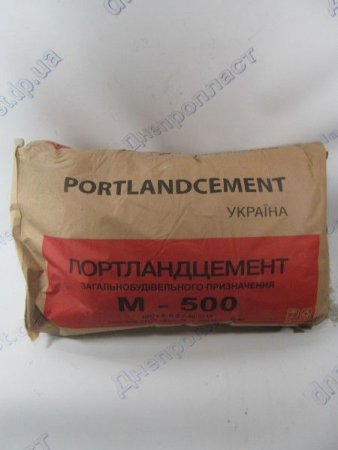 PORTLANDCEMENT
УКРАЇНА
ПОРТЛАНДЦЕМЕНТ
ЗАГАЛЬНОБУДІВЕЛЬНОГО ПРИЗНАЧЕННЯ
М - 500
Днепропласт